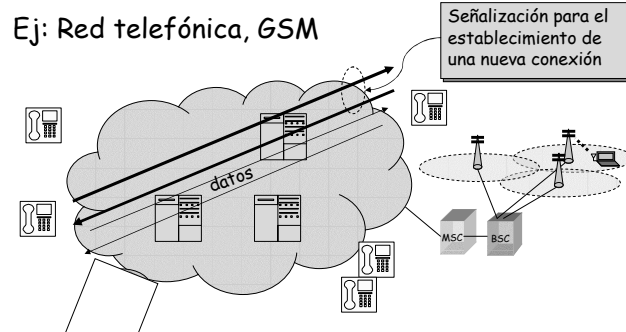 Ej: Red telefónica, GSM
Señalización para el
establecimiento de
una nueva conexión
datos
MSC
BSC